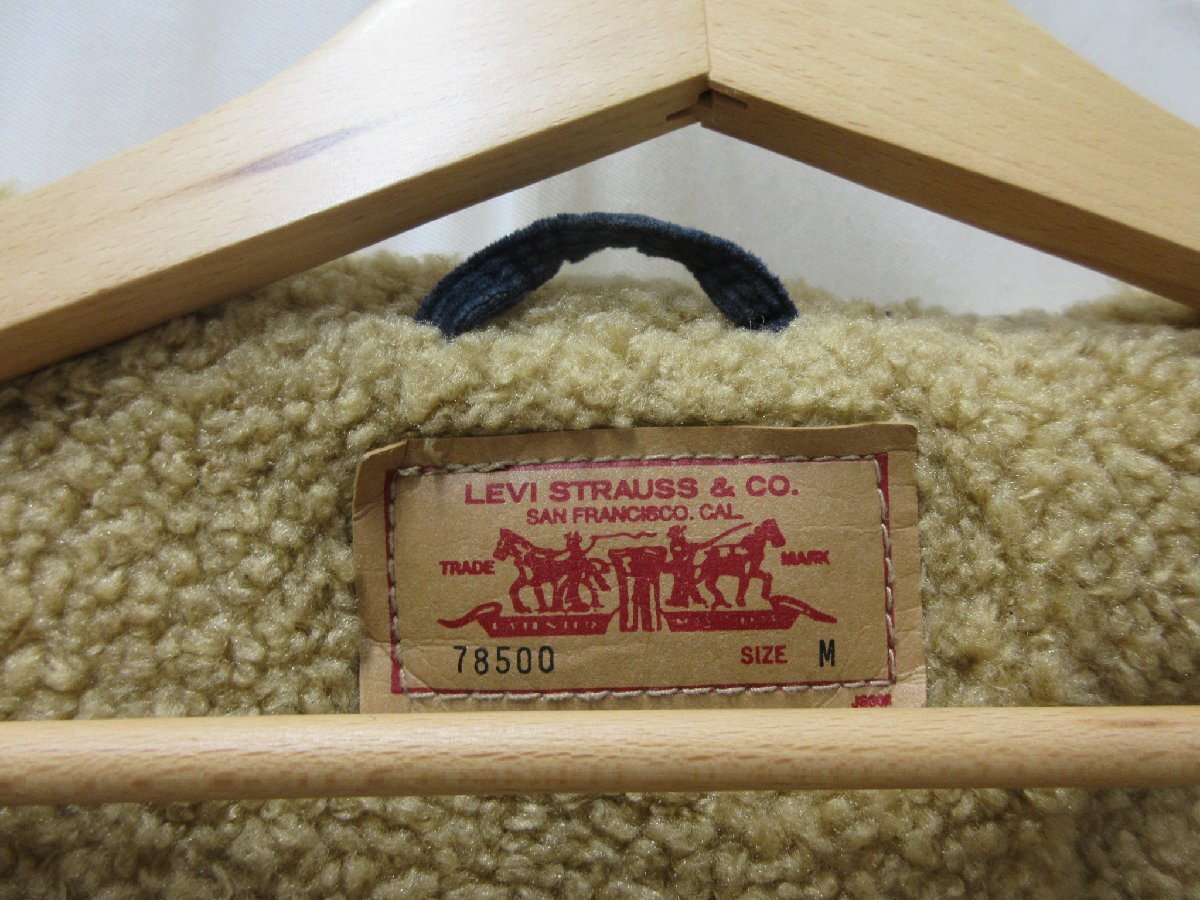 LEVI STRAUSS & CO.
SAN FRANCISCO. CAL.
TRADE MARK
78500 SIZE M